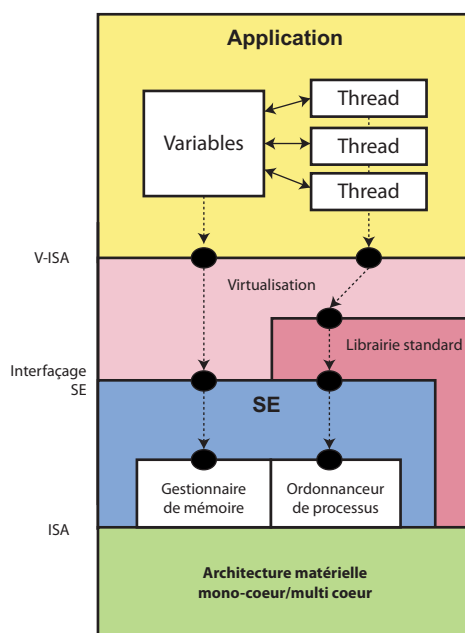 Application
Variables
Thread
Thread
Thread
V-ISA
Virtualisation
Librairie standard
Interfaçage
SE
SE
Gestionnaire
de mémoire
Ordonnanceur
de processus
ISA
Architecture matérielle
mono-coeur/multi coeur